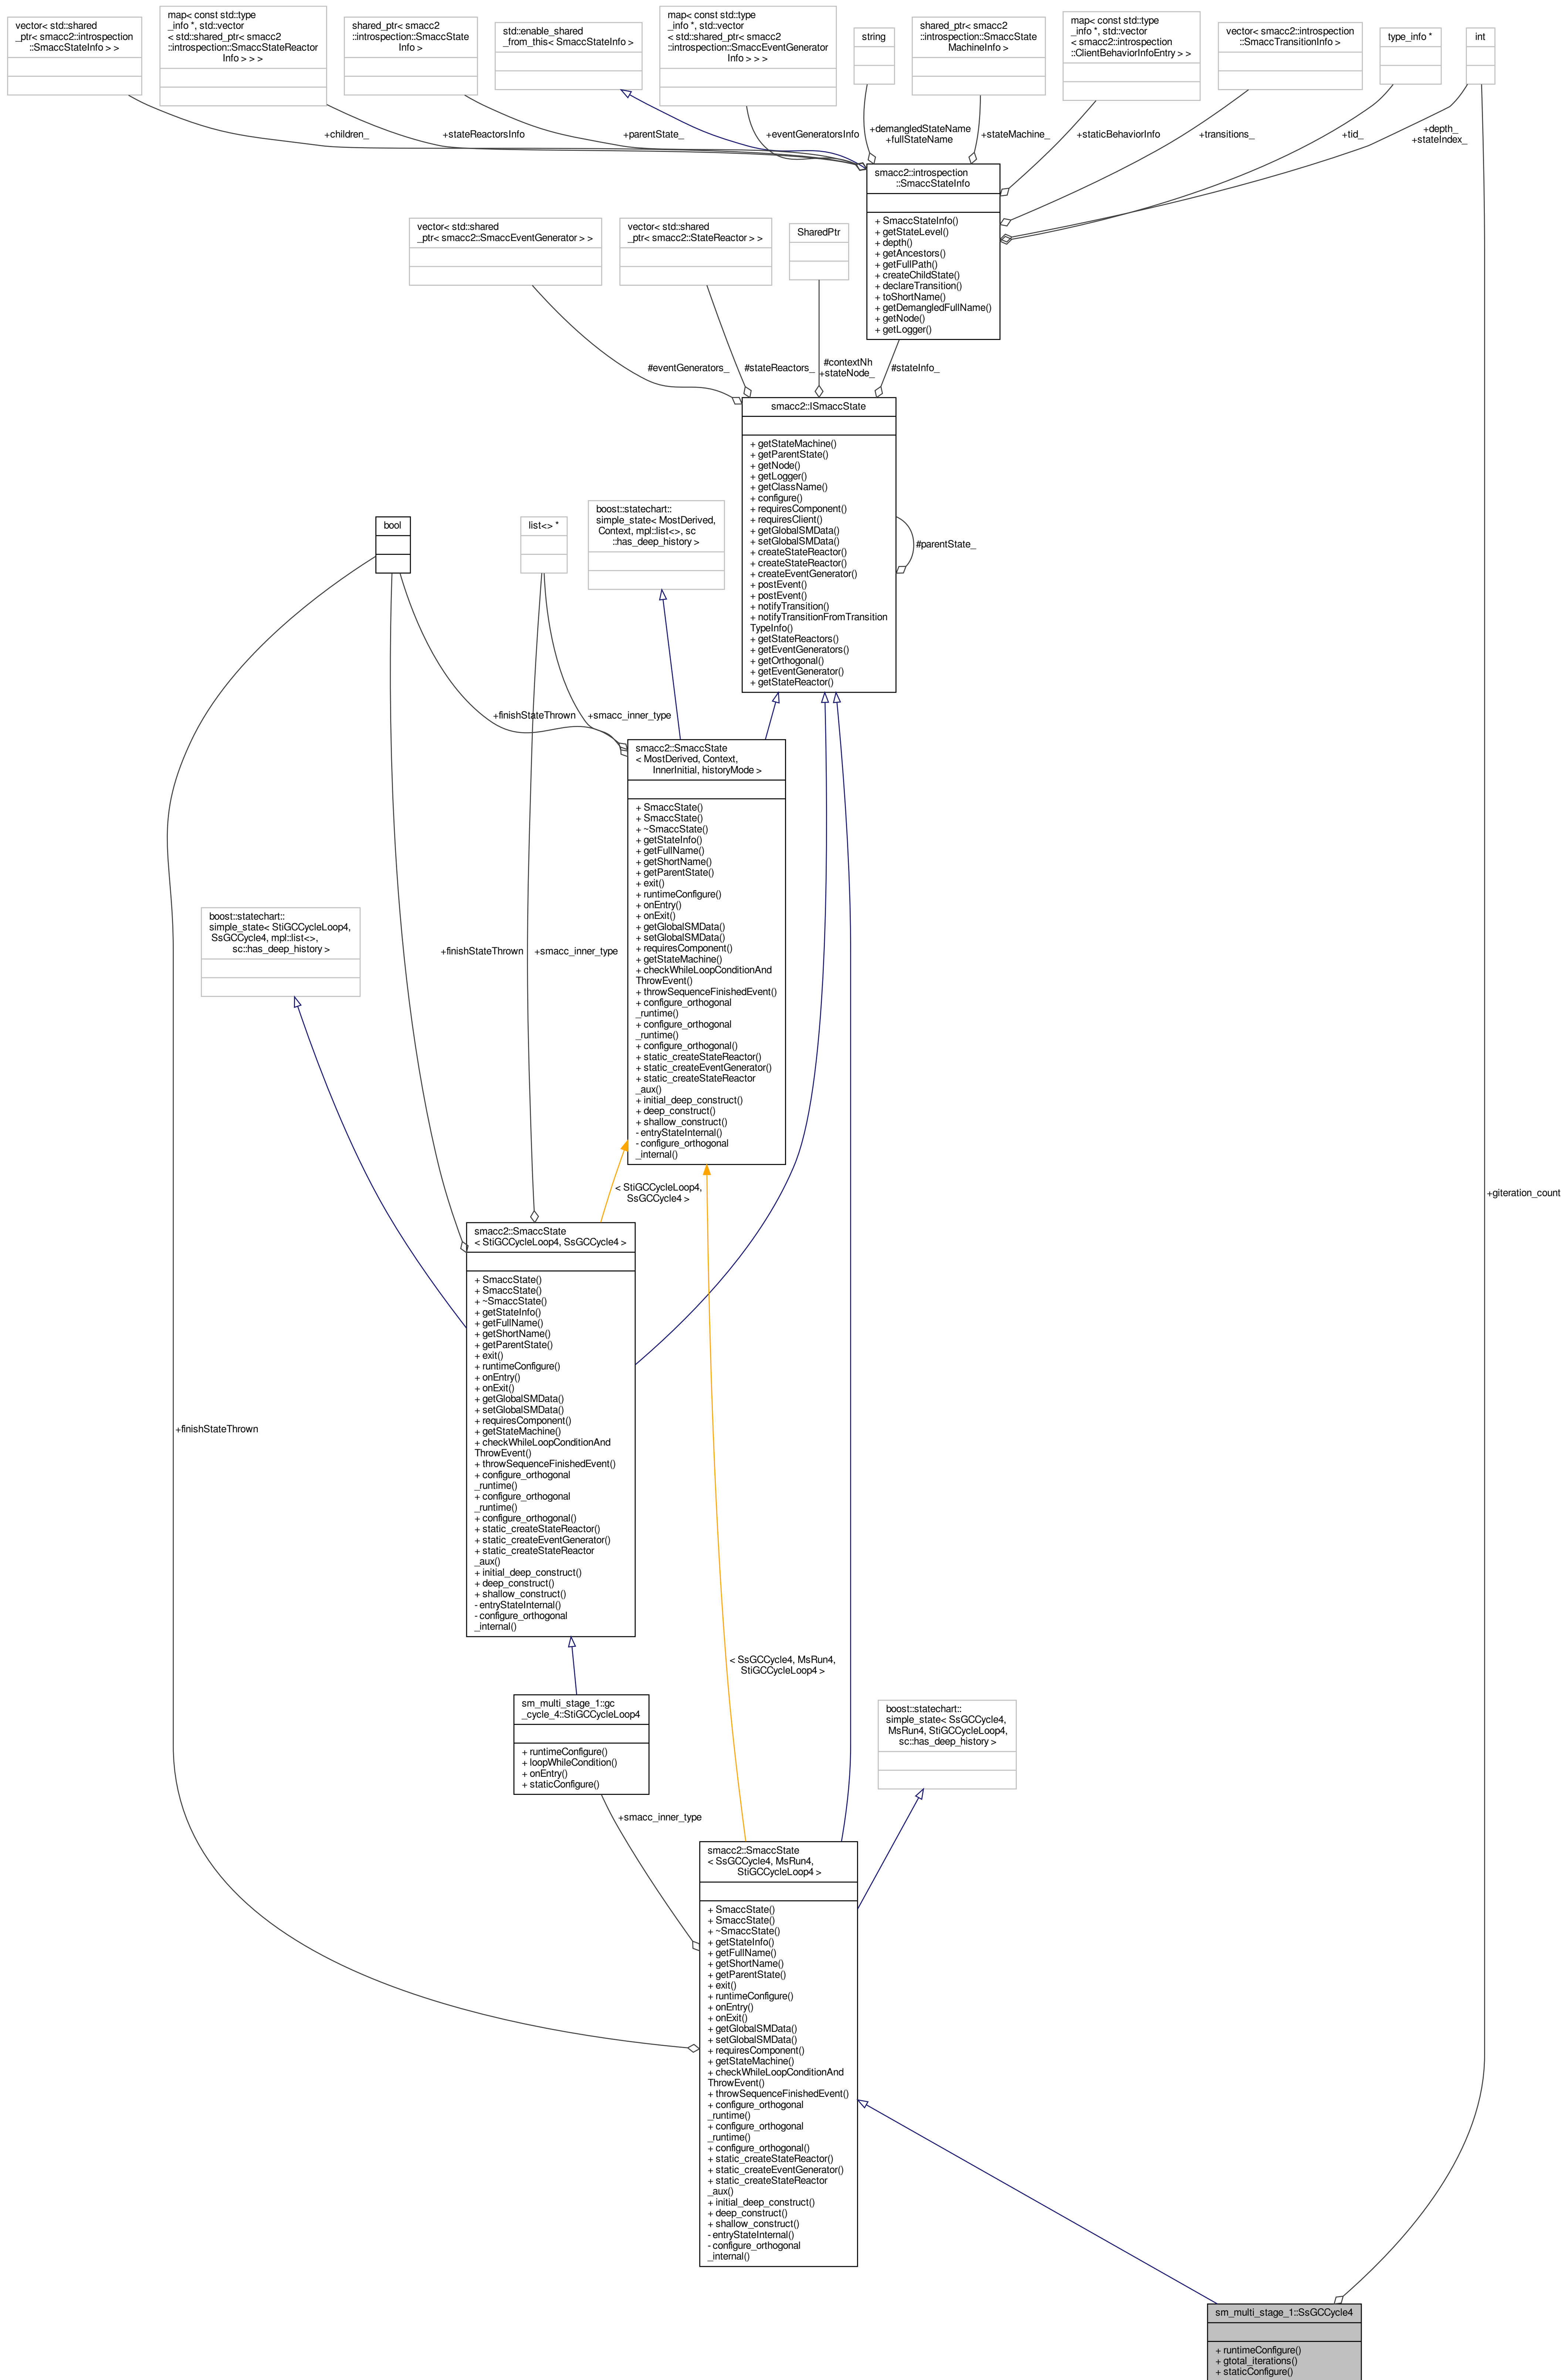 vector< std::shared
_ptr< smacc2::introspection
::SmaccStateInfo > >
map< const std::type
_info *, std::vector
< std::shared_ptr< smacc2
::introspection::SmaccStateReactor
Info > > >
shared_ptr< smacc2
::introspection::SmaccState
Info >
std::enable_shared
_from_this< SmaccStateInfo >
map< const std::type
_info *, std::vector
< std::shared_ptr< smacc2
::introspection::SmaccEventGenerator
Info > > >
string
shared_ptr< smacc2
::introspection::SmaccState
MachineInfo >
map< const std::type
_info *, std::vector
< smacc2::introspection
::ClientBehaviorInfoEntry > >
vector< smacc2::introspection
::SmaccTransitionInfo >
type_info *
int
+children_
+stateReactorsInfo
+parentState_
+eventGeneratorsInfo
+demangledStateName
+fullStateName
+stateMachine_
+staticBehaviorInfo
+transitions_
+tid_
+depth_
+stateIndex_
smacc2::introspection
::SmaccStateInfo
+ SmaccStateInfo()
+ getStateLevel()
+ depth()
+ getAncestors()
+ getFullPath()
+ createChildState()
+ declareTransition()
+ toShortName()
+ getDemangledFullName()
+ getNode()
+ getLogger()
vector< std::shared
_ptr< smacc2::SmaccEventGenerator > >
vector< std::shared
_ptr< smacc2::StateReactor > >
SharedPtr
#eventGenerators_
#stateReactors_
#contextNh
+stateNode_
#stateInfo_
smacc2::ISmaccState
+ getStateMachine()
+ getParentState()
+ getNode()
+ getLogger()
+ getClassName()
+ configure()
+ requiresComponent()
+ requiresClient()
+ getGlobalSMData()
+ setGlobalSMData()
+ createStateReactor()
+ createStateReactor()
+ createEventGenerator()
+ postEvent()
+ postEvent()
+ notifyTransition()
+ notifyTransitionFromTransition
TypeInfo()
+ getStateReactors()
+ getEventGenerators()
+ getOrthogonal()
+ getEventGenerator()
+ getStateReactor()
#parentState_
bool
list<> *
boost::statechart::
simple_state< MostDerived,
Context, mpl::list<>, sc
::has_deep_history >
+finishStateThrown
+smacc_inner_type
smacc2::SmaccState
< MostDerived, Context,
InnerInitial, historyMode >
+ SmaccState()
+ SmaccState()
+ ~SmaccState()
+ getStateInfo()
+ getFullName()
+ getShortName()
+ getParentState()
+ exit()
+ runtimeConfigure()
+ onEntry()
+ onExit()
+ getGlobalSMData()
+ setGlobalSMData()
+ requiresComponent()
+ getStateMachine()
+ checkWhileLoopConditionAnd
ThrowEvent()
+ throwSequenceFinishedEvent()
+ configure_orthogonal
_runtime()
+ configure_orthogonal
_runtime()
+ configure_orthogonal()
+ static_createStateReactor()
+ static_createEventGenerator()
+ static_createStateReactor
_aux()
+ initial_deep_construct()
+ deep_construct()
+ shallow_construct()
- entryStateInternal()
- configure_orthogonal
_internal()
boost::statechart::
simple_state< StiGCCycleLoop4,
SsGCCycle4, mpl::list<>,
sc::has_deep_history >
+finishStateThrown
+smacc_inner_type
< StiGCCycleLoop4,
SsGCCycle4 >
+giteration_count
smacc2::SmaccState
< StiGCCycleLoop4, SsGCCycle4 >
+ SmaccState()
+ SmaccState()
+ ~SmaccState()
+ getStateInfo()
+ getFullName()
+ getShortName()
+ getParentState()
+ exit()
+ runtimeConfigure()
+ onEntry()
+ onExit()
+ getGlobalSMData()
+ setGlobalSMData()
+ requiresComponent()
+ getStateMachine()
+ checkWhileLoopConditionAnd
ThrowEvent()
+ throwSequenceFinishedEvent()
+ configure_orthogonal
_runtime()
+ configure_orthogonal
_runtime()
+ configure_orthogonal()
+ static_createStateReactor()
+ static_createEventGenerator()
+ static_createStateReactor
_aux()
+ initial_deep_construct()
+ deep_construct()
+ shallow_construct()
- entryStateInternal()
- configure_orthogonal
_internal()
+finishStateThrown
< SsGCCycle4, MsRun4,
StiGCCycleLoop4 >
sm_multi_stage_1::gc
_cycle_4::StiGCCycleLoop4
+ runtimeConfigure()
+ loopWhileCondition()
+ onEntry()
+ staticConfigure()
boost::statechart::
simple_state< SsGCCycle4,
MsRun4, StiGCCycleLoop4,
sc::has_deep_history >
+smacc_inner_type
smacc2::SmaccState
< SsGCCycle4, MsRun4,
StiGCCycleLoop4 >
+ SmaccState()
+ SmaccState()
+ ~SmaccState()
+ getStateInfo()
+ getFullName()
+ getShortName()
+ getParentState()
+ exit()
+ runtimeConfigure()
+ onEntry()
+ onExit()
+ getGlobalSMData()
+ setGlobalSMData()
+ requiresComponent()
+ getStateMachine()
+ checkWhileLoopConditionAnd
ThrowEvent()
+ throwSequenceFinishedEvent()
+ configure_orthogonal
_runtime()
+ configure_orthogonal
_runtime()
+ configure_orthogonal()
+ static_createStateReactor()
+ static_createEventGenerator()
+ static_createStateReactor
_aux()
+ initial_deep_construct()
+ deep_construct()
+ shallow_construct()
- entryStateInternal()
- configure_orthogonal
_internal()
sm_multi_stage_1::SsGCCycle4
+ runtimeConfigure()
+ gtotal_iterations()
+ staticConfigure()